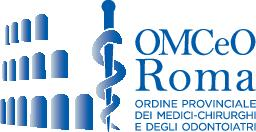 OMCeO
Roma
ORDINE PROVINCIALE
DEI MEDICI-CHIRURGHI
E DEGLI ODONTOIATRI